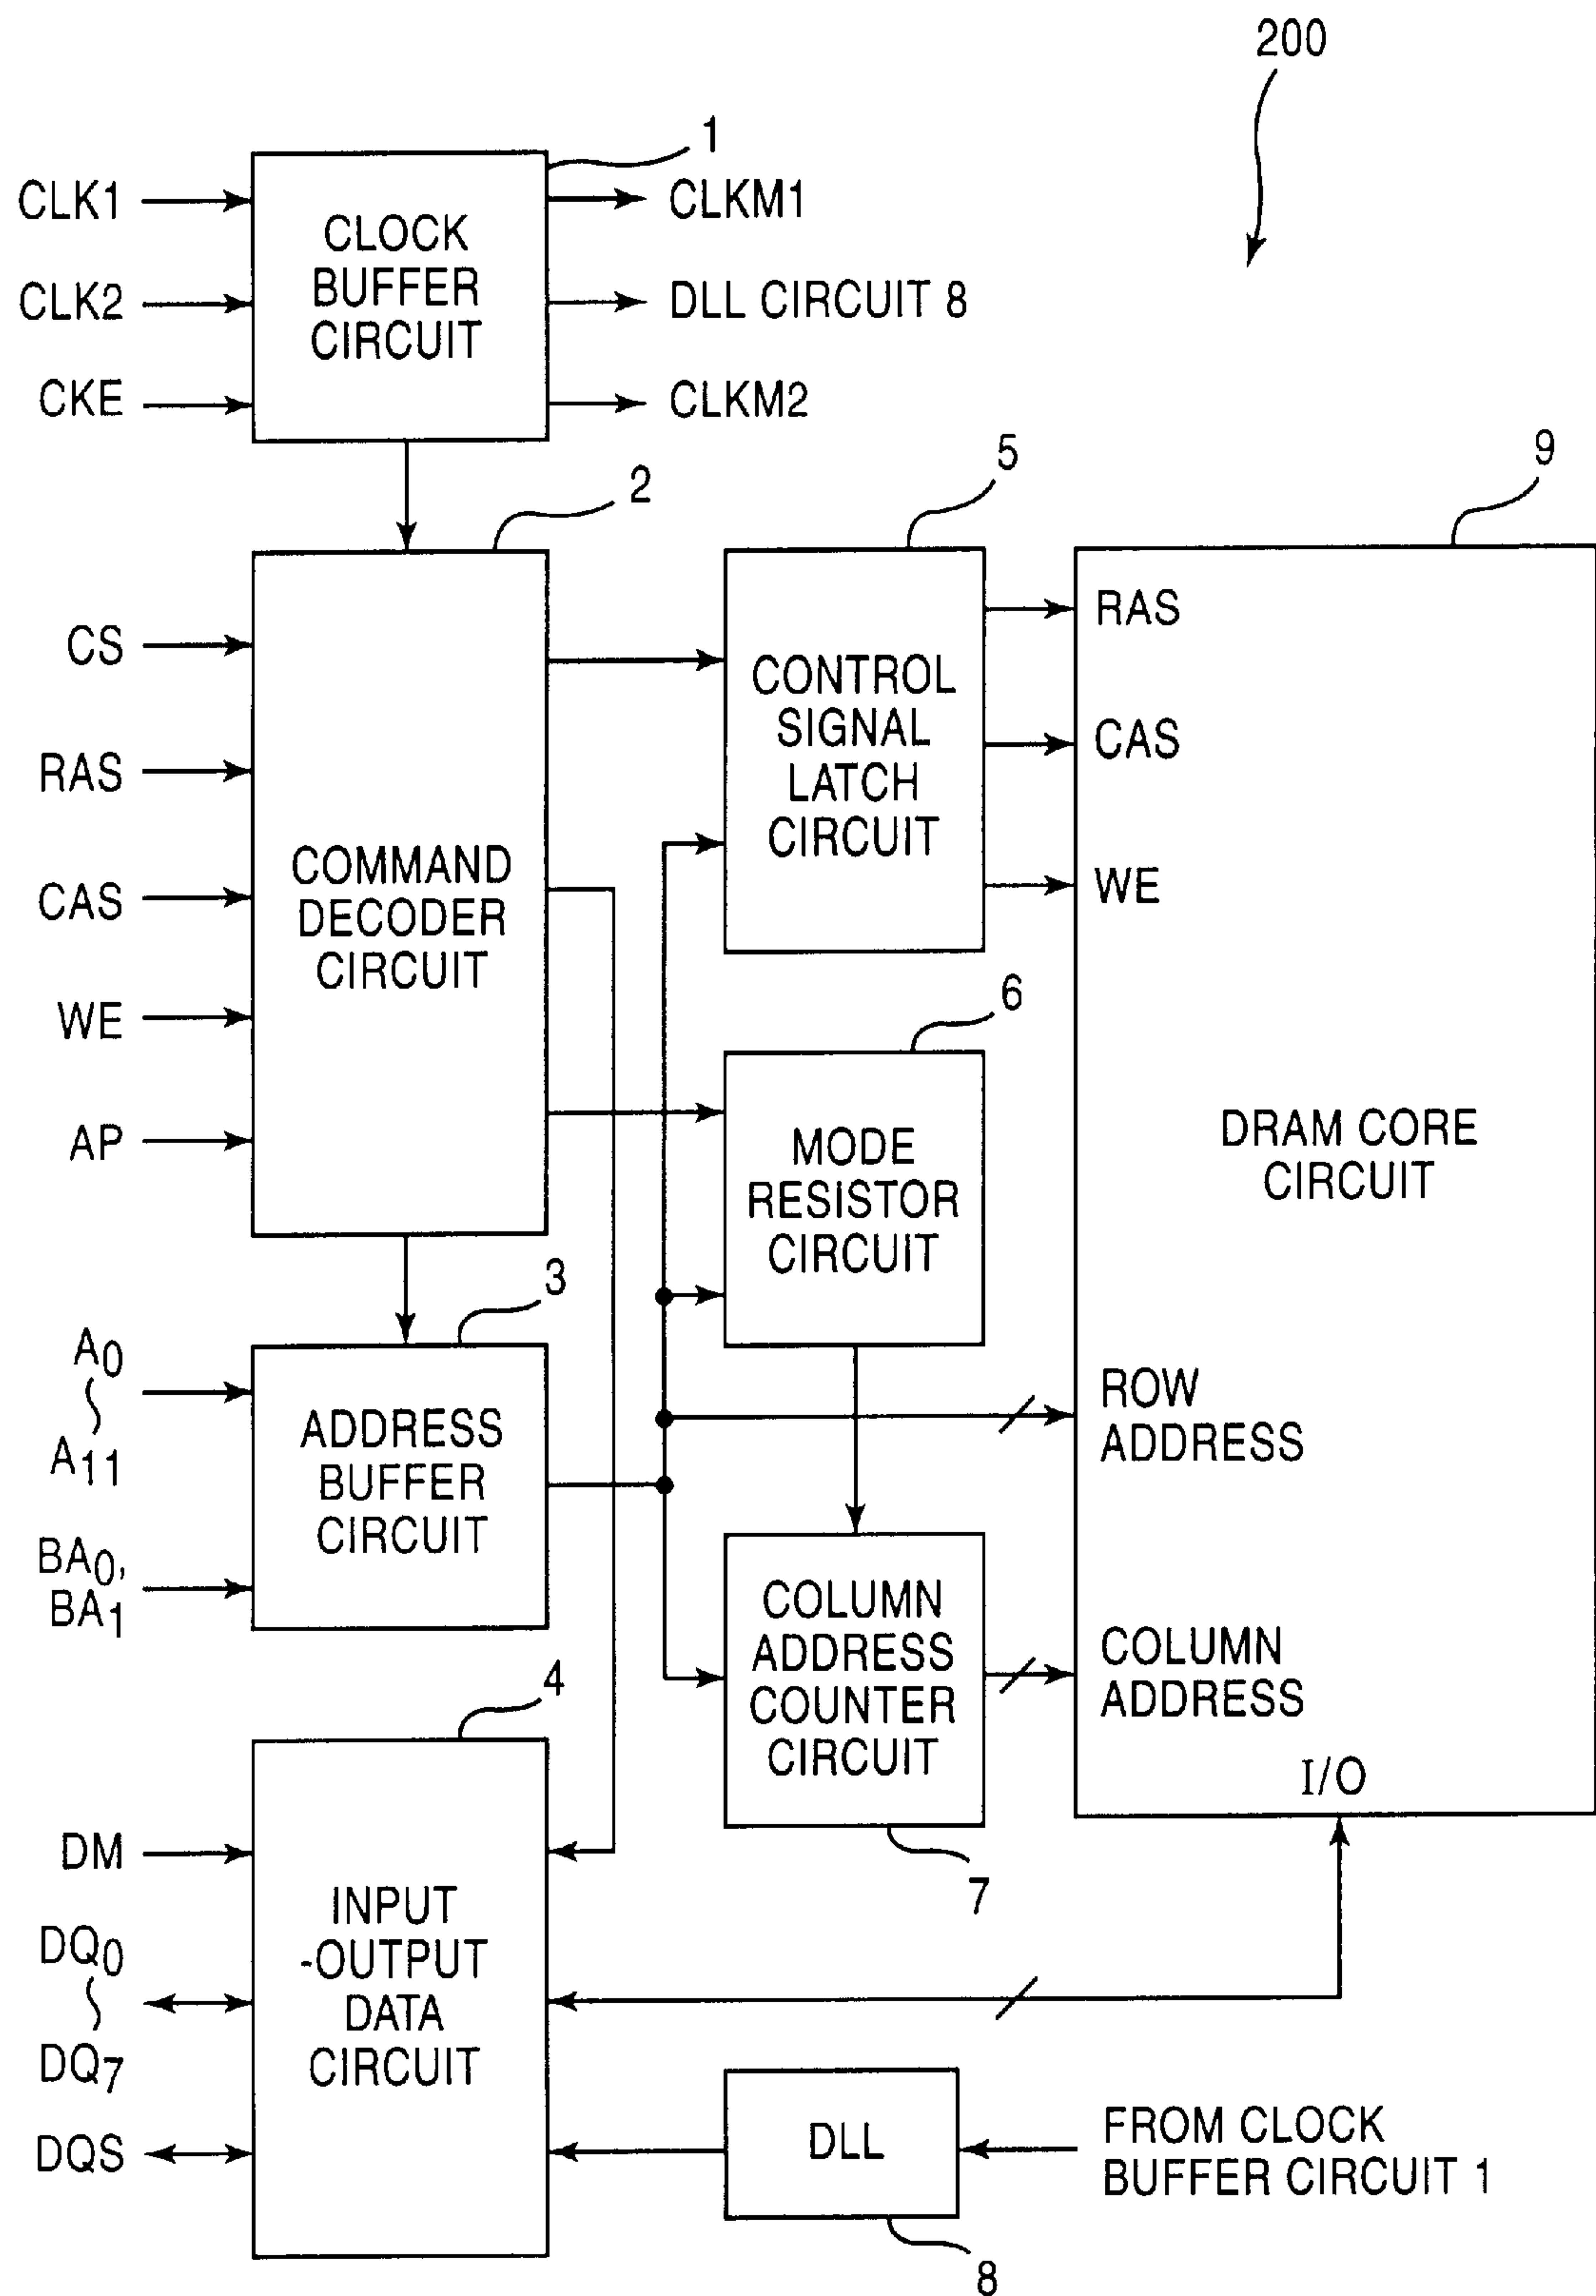 200
1
CLK1
CLK2
CKE
CLOCK
BUFFER
CIRCUIT
CLKM1
DLL CIRCUIT 8
CLKM2
2
CS
RAS
CAS
WE
AP
COMMAND
DECODER
CIRCUIT
5
CONTROL
SIGNAL
LATCH
CIRCUIT
9
RAS
CAS
WE
DRAM CORE
CIRCUIT
6
MODE
RESISTOR
CIRCUIT
3
A0
A11
BA0,
BA1
ADDRESS
BUFFER
CIRCUIT
ROW
ADDRESS
COLUMN
ADDRESS
COUNTER
CIRCUIT
7
COLUMN
ADDRESS
I/O
4
DM
DQ0
DQ7
DQS
INPUT
-OUTPUT
DATA
CIRCUIT
DLL
8
FROM CLOCK
BUFFER CIRCUIT 1